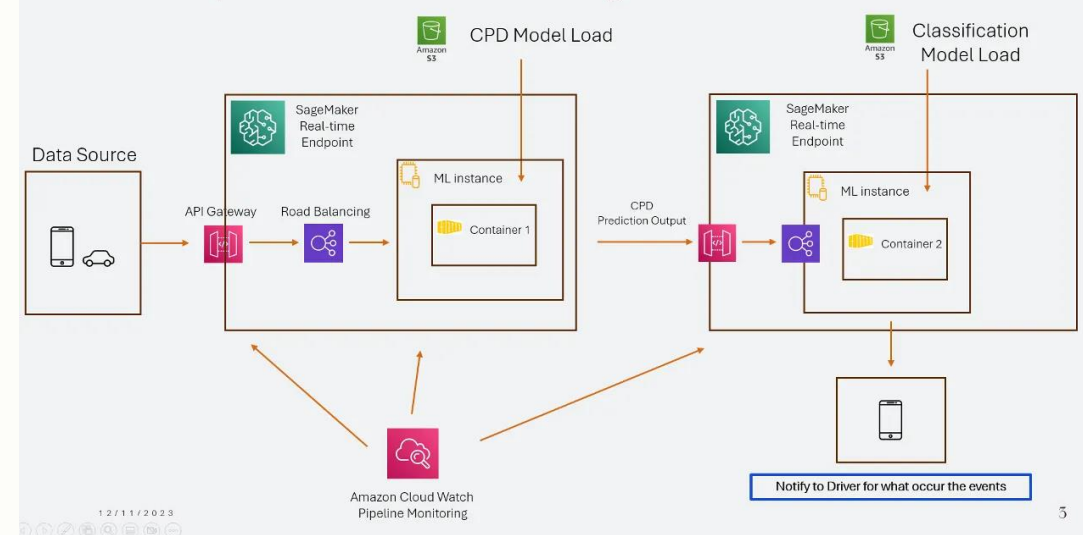 Amazon
S3
CPD Model Load
Amazon
S3
Classification
Model Load
Data Source
SageMaker
Real-time
Endpoint
API Gateway
Road Balancing
ML instance
Container 1
CPD
Prediction Output
SageMaker
Real-time
Endpoint
ML instance
Container 2
Amazon Cloud Watch
Pipeline Monitoring
Notify to Driver for what occur the events
12/11/2023
3